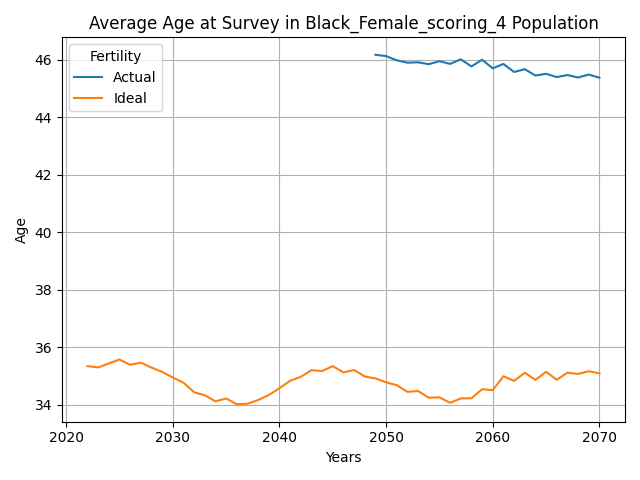 Average Age at Survey in Black_Female_scoring_4 Population
Fertility
Actual
Ideal
Age
46
44
42
40
38
36
34
2020
2030
2040
2050
2060
2070
Years